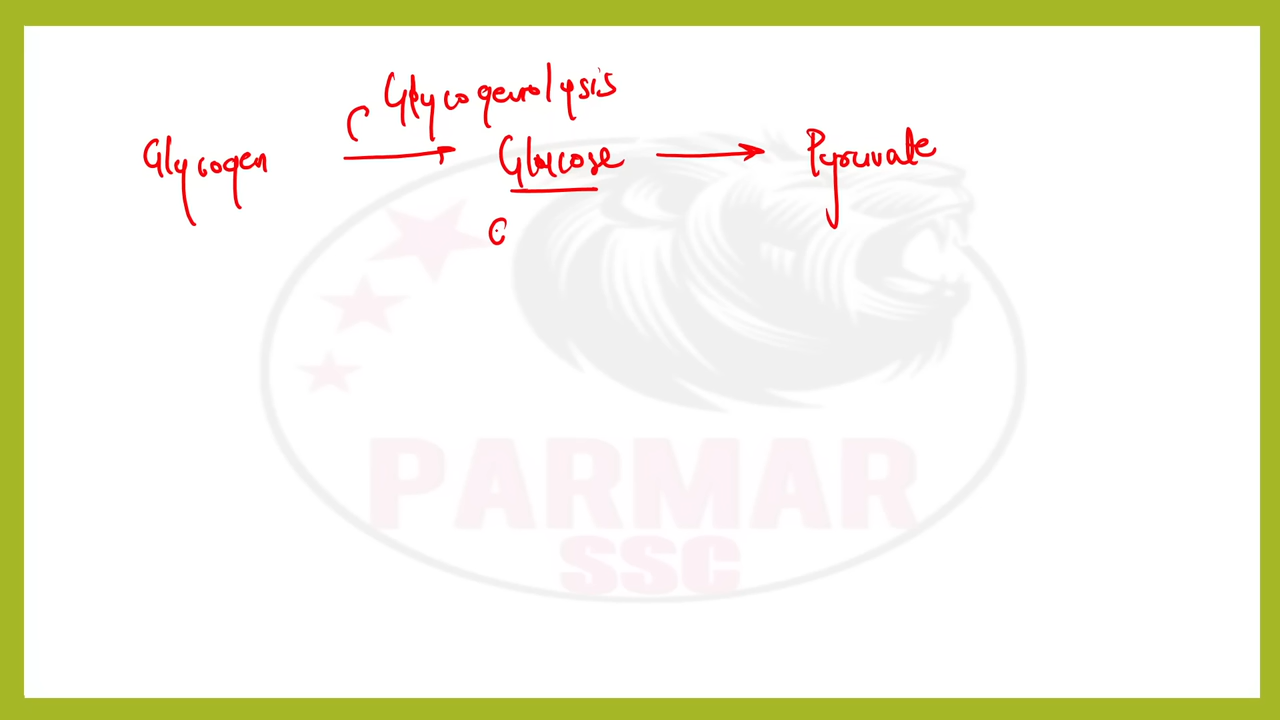 Glycogenolysis
Glycogen → Glucose → Pyruvate
C
PARMAR
SSC